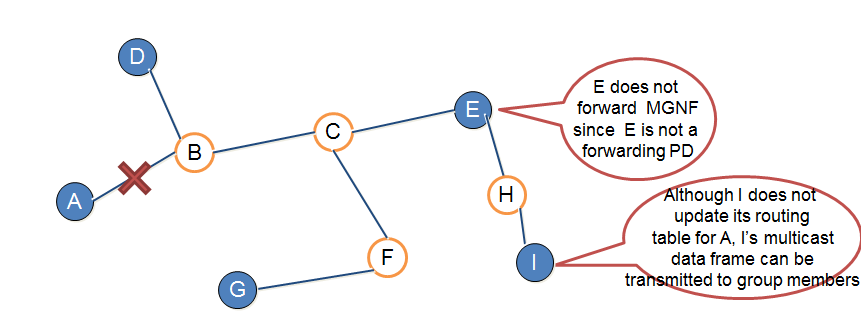 D
E
E does not
forward MGNF
since E is not a
forwarding PD
C
B
A
H
Although I does not
update its routing
table for A, I's multicast
data frame can be
transmitted to group members
F
I
G